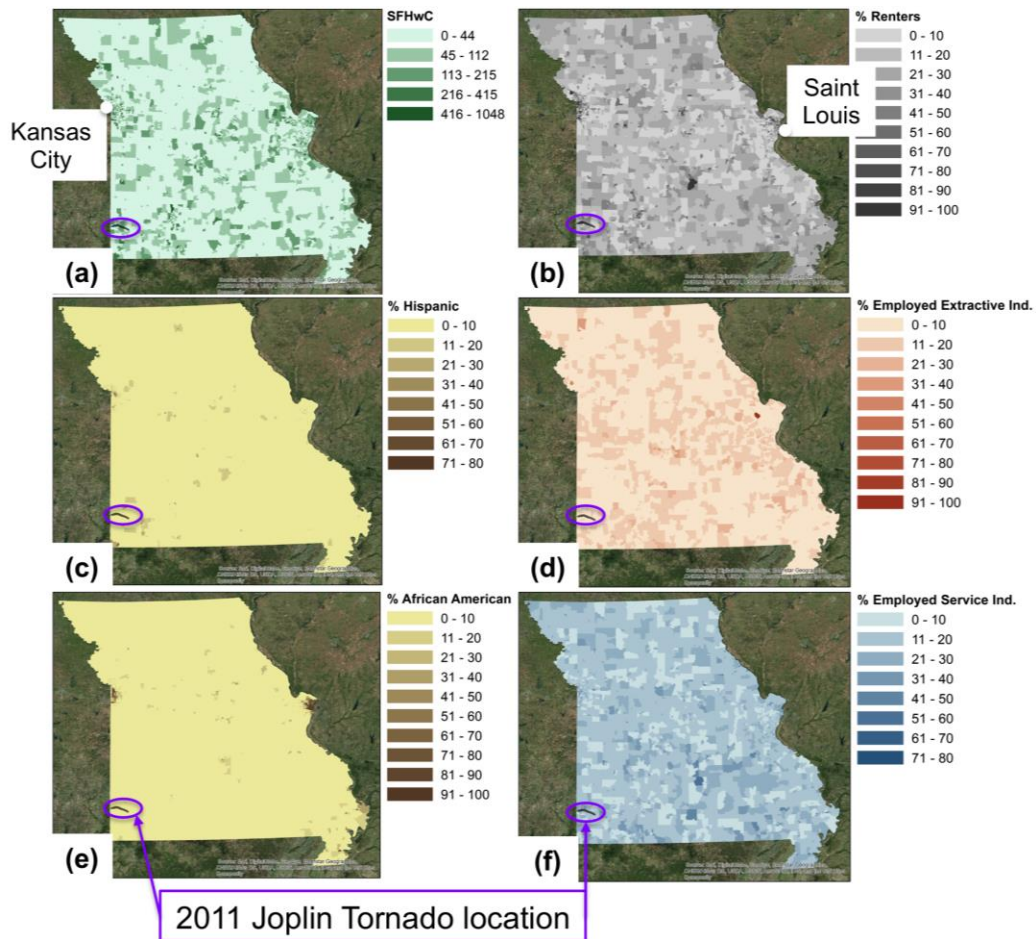 SFHwC
0 - 44
45 - 112
113 - 215
216 - 415
416 - 1048
Kansas
City
(a)
% Renters
0 - 10
11 - 20
21 - 30
31 - 40
41 - 50
51 - 60
61 - 70
71 - 80
81 - 90
91 - 100
Saint
Louis
(b)
% Hispanic
0 - 10
11 - 20
21 - 30
31 - 40
41 - 50
51 - 60
61 - 70
71 - 80
(c)
% Employed Extractive Ind.
0 - 10
11 - 20
21 - 30
31 - 40
41 - 50
51 - 60
61 - 70
71 - 80
81 - 90
91 - 100
(d)
% African American
0 - 10
11 - 20
21 - 30
31 - 40
41 - 50
51 - 60
61 - 70
71 - 80
81 - 90
91 - 100
(e)
% Employed Service Ind.
0 - 10
11 - 20
21 - 30
31 - 40
41 - 50
51 - 60
61 - 70
71 - 80
(f)
2011 Joplin Tornado location